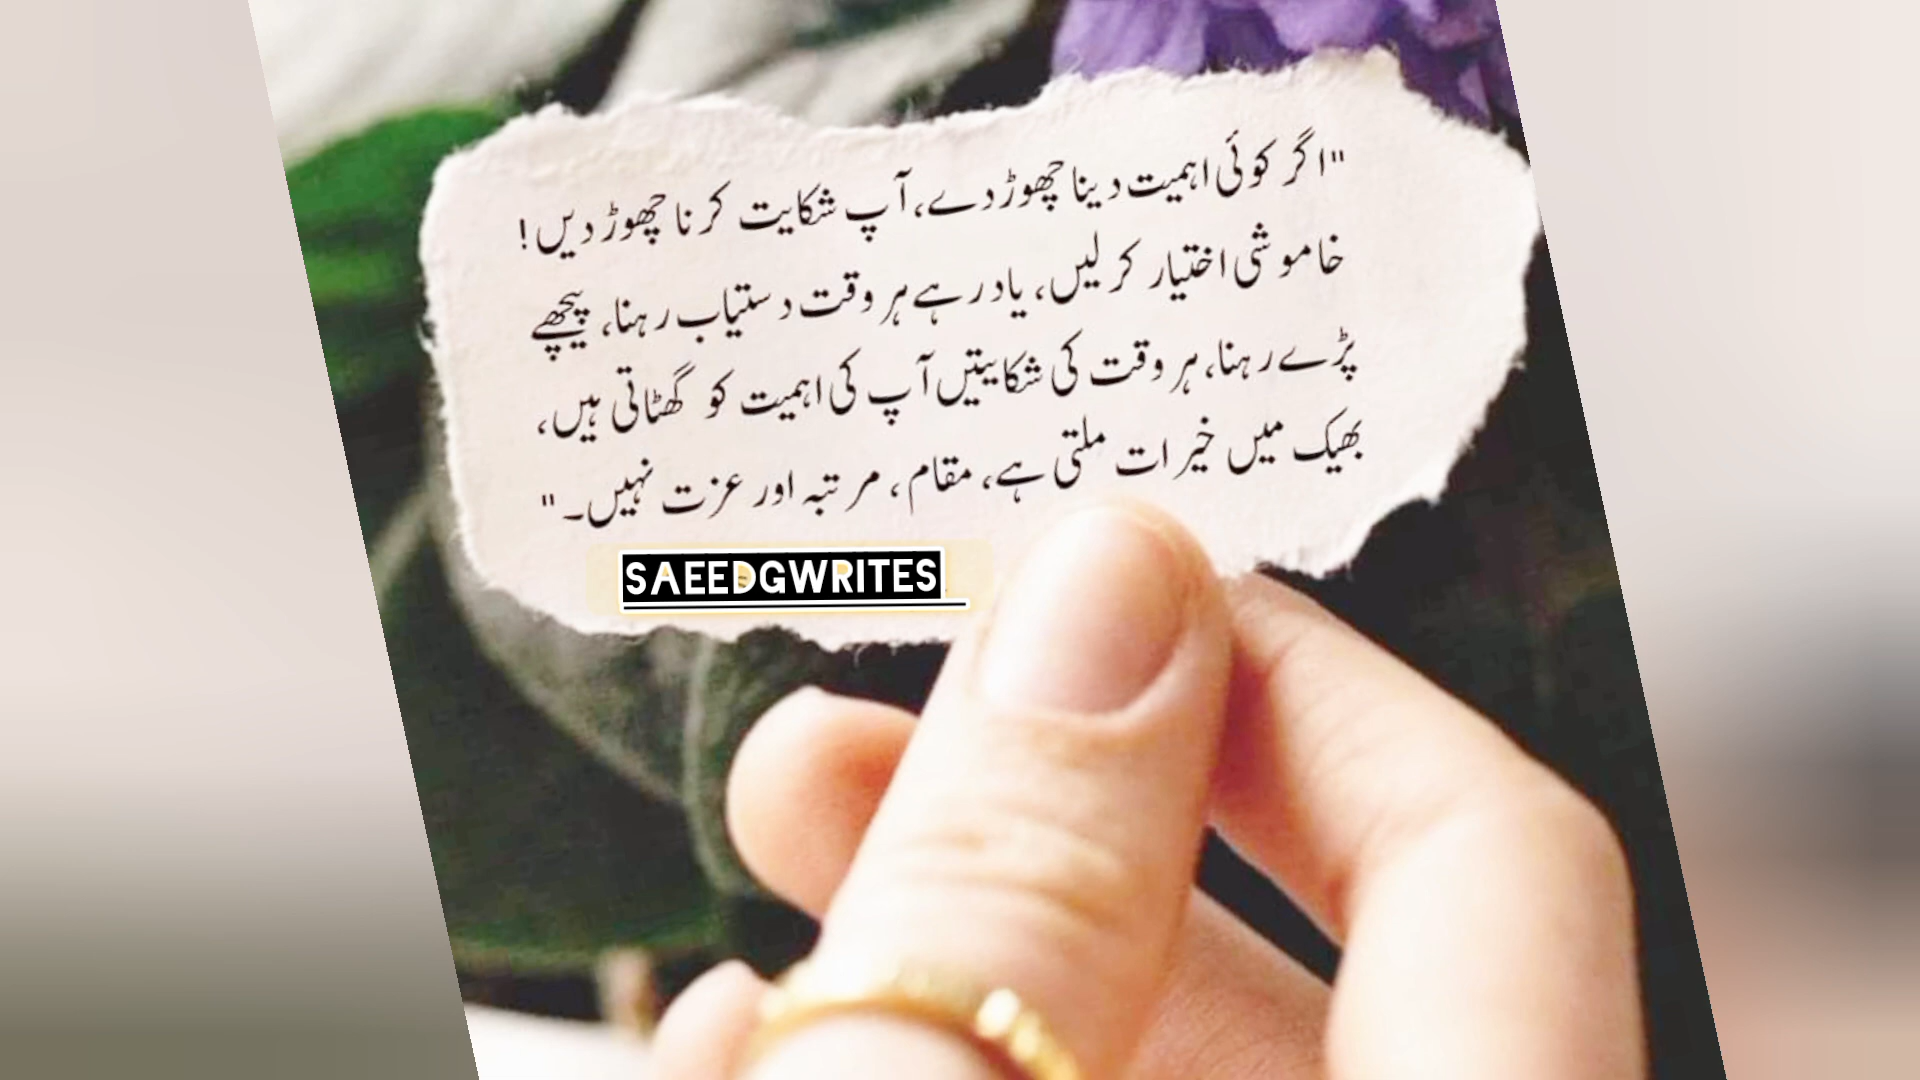 "اگر کوئی اہمیت دینا چھوڑ دے، آپ شکایت کرنا چھوڑ دیں!
خاموشی اختیار کر لیں، یاد رہے ہر وقت دستیاب رہنا، پیچھے
پڑے رہنا، ہر وقت کی شکایتیں آپ کی اہمیت کو گھٹاتی ہیں،
بھیک میں خیرات ملتی ہے، مقام، مرتبہ اور عزت نہیں۔"
SAEEDGWRITES